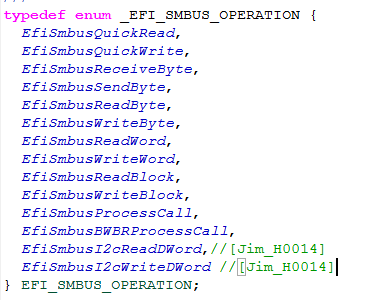 typedef enum _EFI_SMBUS_OPERATION {
EfiSmbusQuickRead,
EfiSmbusQuickWrite,
EfiSmbusReceiveByte,
EfiSmbusSendByte,
EfiSmbusReadByte,
EfiSmbusWriteByte,
EfiSmbusReadWord,
EfiSmbusWriteWord,
EfiSmbusReadBlock,
EfiSmbusWriteBlock,
EfiSmbusProcessCall,
EfiSmbusBWBRProcessCall,
EfiSmbusI2cReadDWord,//[Jim_H0014]
EfiSmbusI2cWriteDWord //[Jim_H0014]
} EFI_SMBUS_OPERATION;